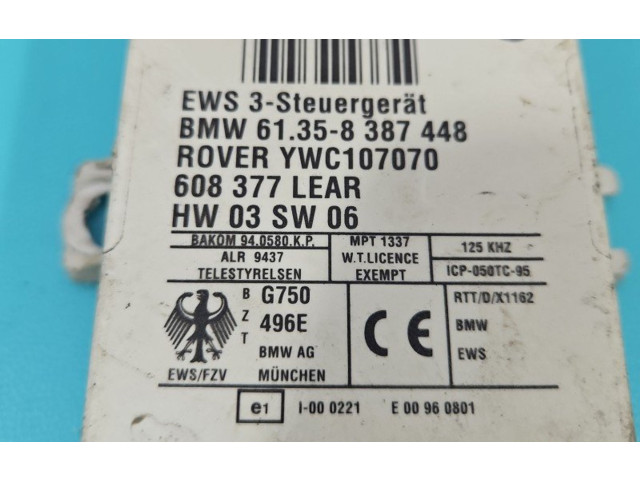 EWS 3-Steuergerät
BMW 61.35-8 387 448
ROVER YWC107070
608 377 LEAR
HW 03 SW 06
BAKOM 94.0580.K.P.
ALR 9437
TELESTYRELSEN
MPT 1337
W.T.LICENCE
EXEMPT
125 KHZ
ICP-050TC-95
EWS/FZV
B G750
Z 496E
T
BMW AG
MÜNCHEN
CE
RTT/D/X1162
BMW
EWS
e1 I-00 0221 E 00 96 0801